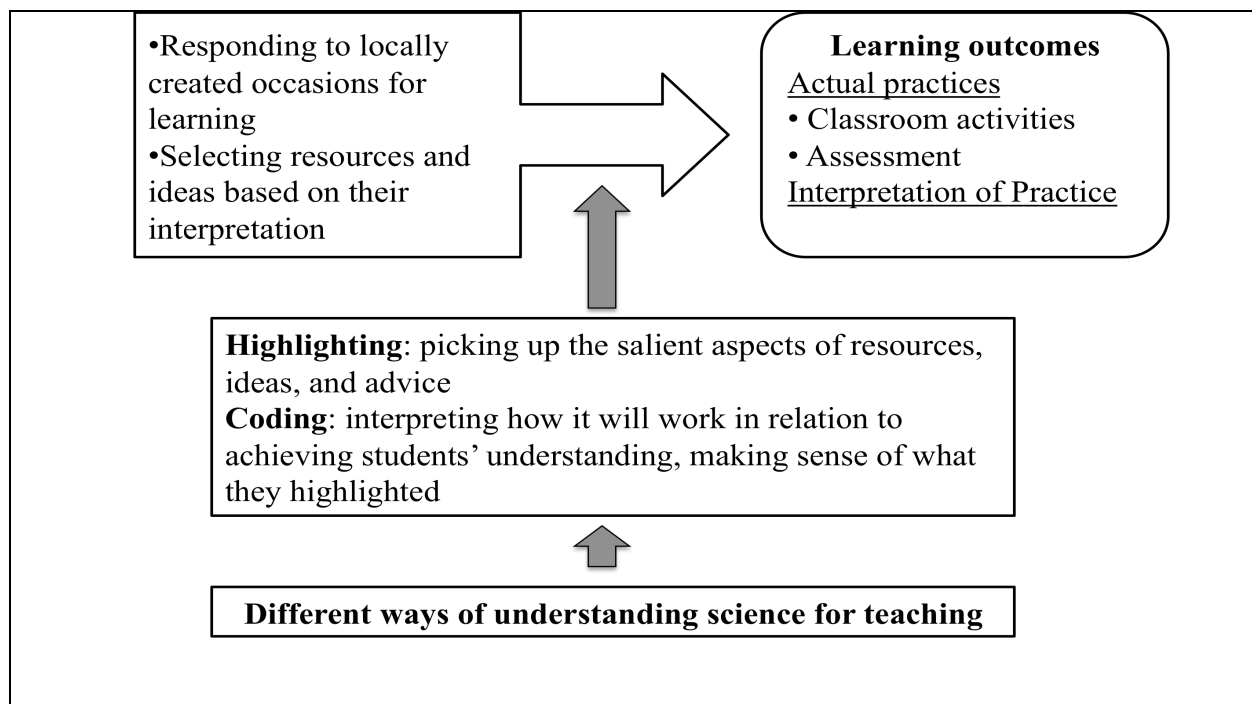 •Responding to locally
created occasions for
learning
•Selecting resources and
ideas based on their
interpretation
Learning outcomes
Actual practices
• Classroom activities
• Assessment
Interpretation of Practice
Highlighting: picking up the salient aspects of resources,
ideas, and advice
Coding: interpreting how it will work in relation to
achieving students’ understanding, making sense of what
they highlighted
Different ways of understanding science for teaching